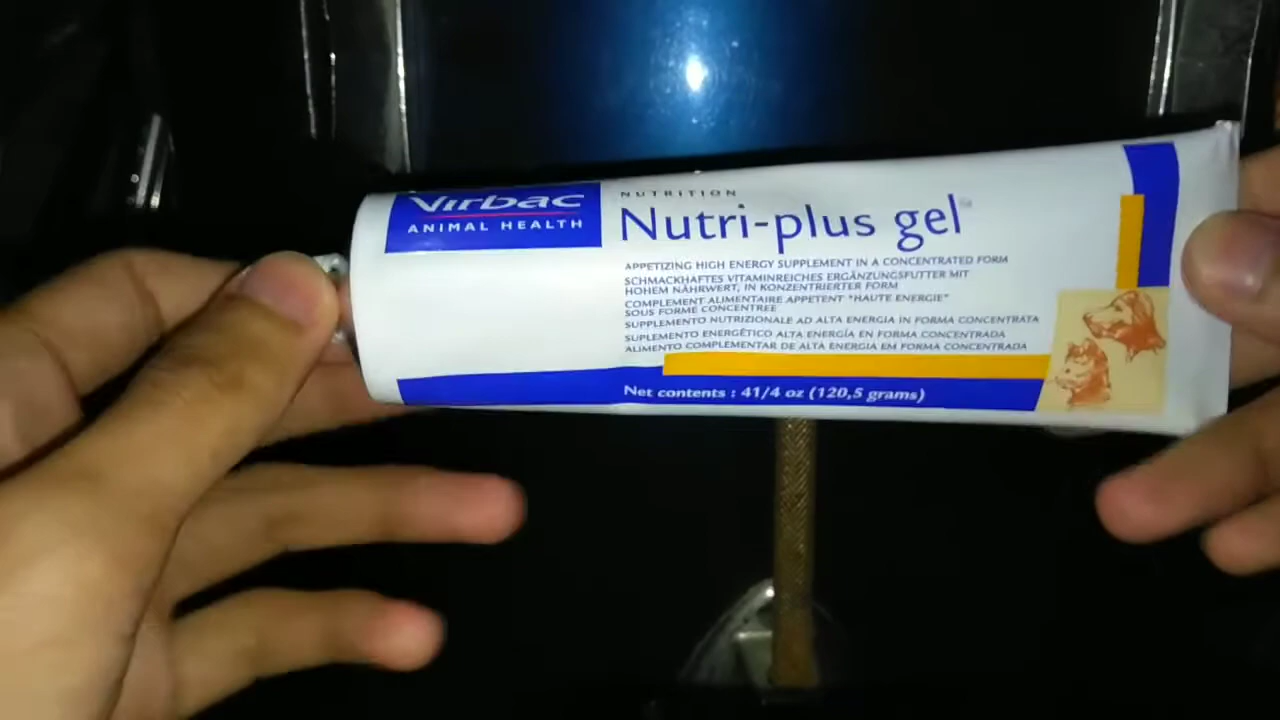 Virbac
ANIMAL HEALTH
NUTRITION
Nutri-plus gel
APPETIZING HIGH ENERGY SUPPLEMENT IN A CONCENTRATED FORM
SCHMACKHAFTES VITAMINREICHES ERGÄNZUNGSFUTTER MIT
HOHEM NÄHRWERT, IN KONZENTRIERTER FORM
COMPLEMENT ALIMENTAIRE APPETENT "HAUTE ENERGIE"
SOUS FORME CONCENTREE
SUPPLEMENTO NUTRIZIONALE AD ALTA ENERGIA IN FORMA CONCENTRATA
SUPLEMENTO ENERGÉTICO ALTA ENERGÍA EN FORMA CONCENTRADA
ALIMENTO COMPLEMENTAR DE ALTA ENERGIA EM FORMA CONCENTRADA
Net contents : 41/4 oz (120,5 grams)